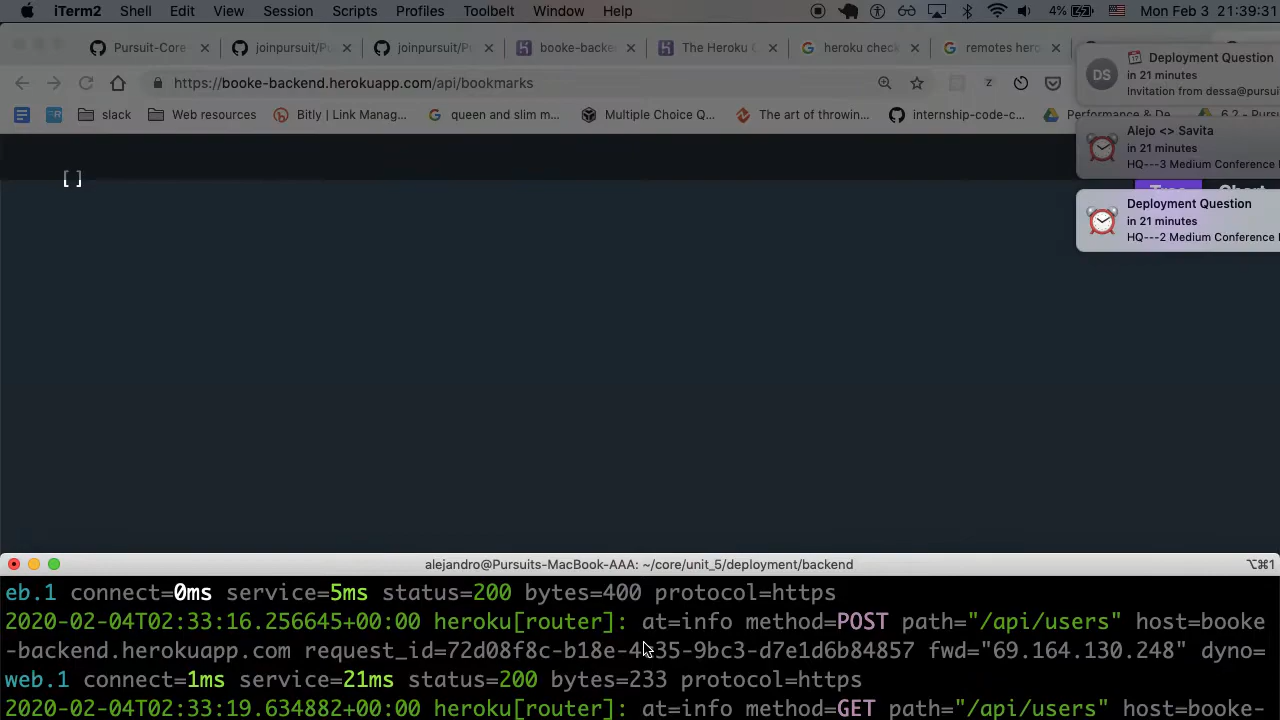 iTerm2 Shell Edit View Session Scripts Profiles Toolbelt Window Help 4% Mon Feb 3 21:39:31
Pursuit-Core × joinpursuit/Pu × joinpursuit/P × booke-backe × The Heroku C × heroku check × remotes hero ×
https://booke-backend.herokuapp.com/api/bookmarks
slack Web resources Bitly | Link Manag... queen and slim m... Multiple Choice Q... The art of throwin... internship-code-c... Performance & De
[ ]
DS
Deployment Question
in 21 minutes
Invitation from dessa@pursui
Alejo <> Savita
in 21 minutes
HQ---3 Medium Conference
Deployment Question
in 21 minutes
HQ---2 Medium Conference
alejandro@Pursuits-MacBook-AAA: ~/core/unit_5/deployment/backend ⌥⌘1
eb.1 connect=0ms service=5ms status=200 bytes=400 protocol=https
2020-02-04T02:33:16.256645+00:00 heroku[router]: at=info method=POST path="/api/users" host=booke
-backend.herokuapp.com request_id=72d08f8c-b18e-4e35-9bc3-d7e1d6b84857 fwd="69.164.130.248" dyno=
web.1 connect=1ms service=21ms status=200 bytes=233 protocol=https
2020-02-04T02:33:19.634882+00:00 heroku[router]: at=info method=GET path="/api/users" host=booke-